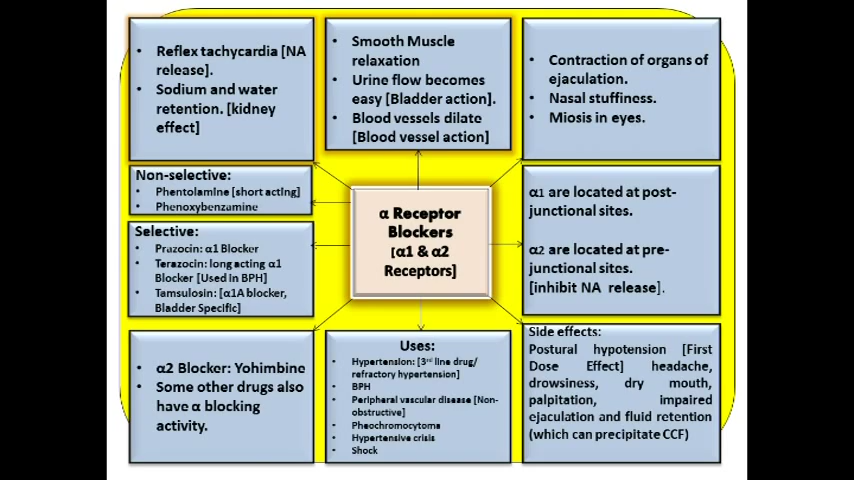 • Reflex tachycardia [NA
release].
• Sodium and water
retention. [kidney
effect]
• Smooth Muscle
relaxation
• Urine flow becomes
easy [Bladder action].
• Blood vessels dilate
[Blood vessel action]
• Contraction of organs of
ejaculation.
• Nasal stuffiness.
• Miosis in eyes.
Non-selective:
• Phentolamine [short acting]
• Phenoxybenzamine
Selective:
• Prazocin: α1 Blocker
• Terazocin: long acting α1
Blocker [Used in BPH]
• Tamsulosin: [α1A blocker,
Bladder Specific]
α Receptor
Blockers
[α1 & α2
Receptors]
α1 are located at post-
junctional sites.
α2 are located at pre-
junctional sites.
[inhibit NA release].
• α2 Blocker: Yohimbine
• Some other drugs also
have α blocking
activity.
Uses:
• Hypertension: [3rd line drug/
refractory hypertension]
• BPH
• Peripheral vascular disease [Non-
obstructive]
• Pheochromocytoma
• Hypertensive crisis
• Shock
Side effects:
Postural hypotension [First
Dose Effect] headache,
drowsiness, dry mouth,
palpitation, impaired
ejaculation and fluid retention
(which can precipitate CCF)